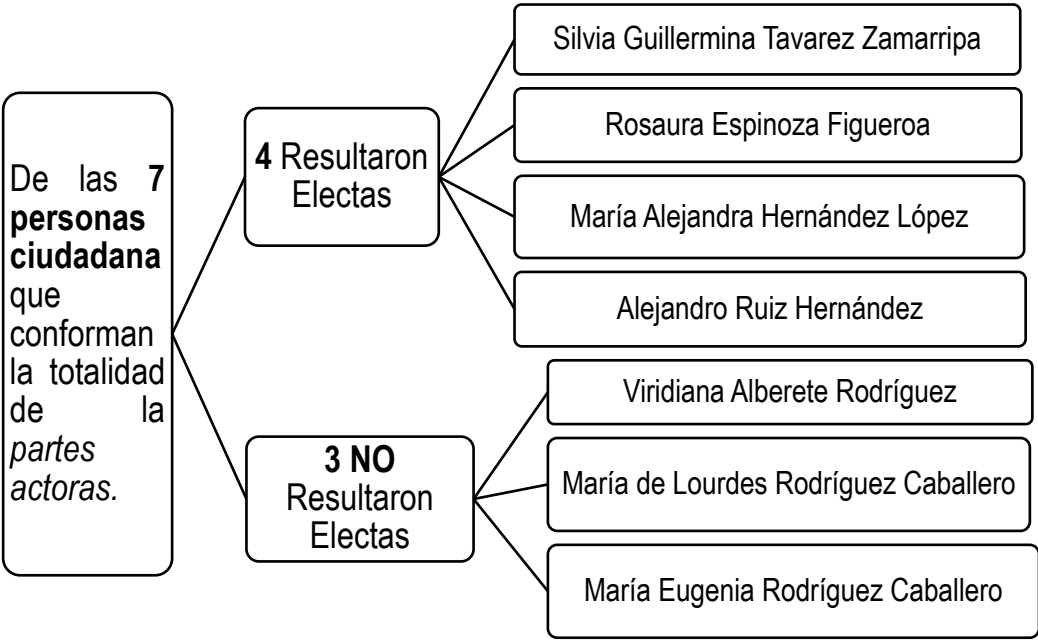 De las 7
personas
ciudadana
que
conforman
la totalidad
de la
partes
actoras.
4 Resultaron
Electas
Silvia Guillermina Tavarez Zamarripa
Rosaura Espinoza Figueroa
María Alejandra Hernández López
Alejandro Ruiz Hernández
3 NO
Resultaron
Electas
Viridiana Alberete Rodríguez
María de Lourdes Rodríguez Caballero
María Eugenia Rodríguez Caballero